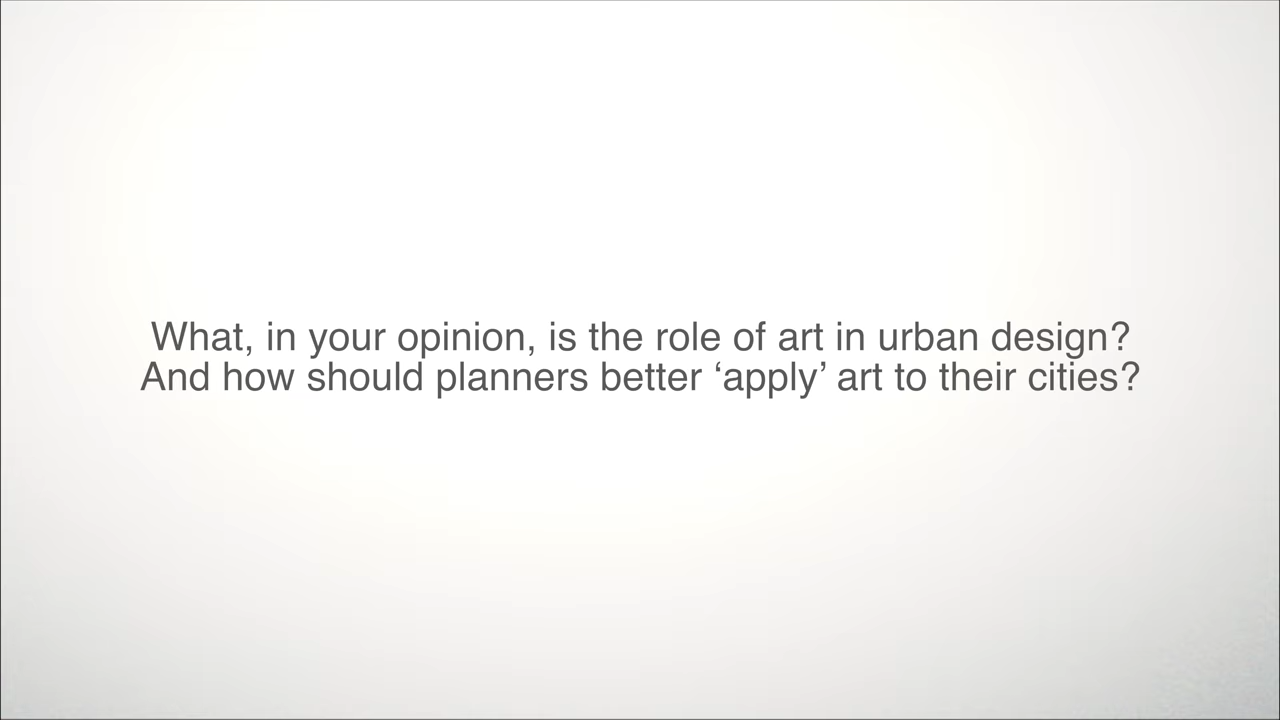 What, in your opinion, is the role of art in urban design?
And how should planners better ‘apply’ art to their cities?